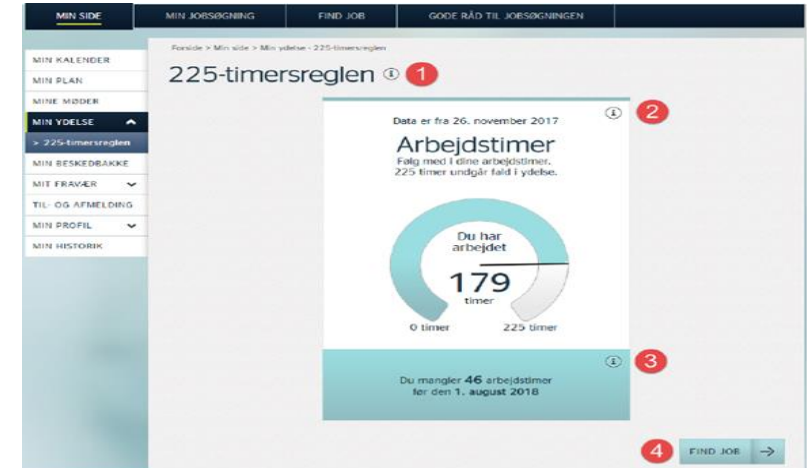 MIN SIDE
MIN JOBSØGNING
FIND JOB
GODE RÅD TIL JOBSØGNINGEN
Forside > Min side > Min ydelse - 225-timersreglen
MIN KALENDER
MIN PLAN
MINE MØDER
MIN YDELSE
> 225-timersreglen
MIN BESKEDBAKKE
MIT FRAVÆR
TIL- OG AFMELDING
MIN PROFIL
MIN HISTORIK
225-timersreglen i 1
2
Data er fra 26. november 2017
Arbejdstimer
Følg med i dine arbejdstimer.
225 timer undgår fald i ydelse.
Du har
arbejdet
179
timer
0 timer 225 timer
3
Du mangler 46 arbejdstimer
før den 1. august 2018
4 FIND JOB